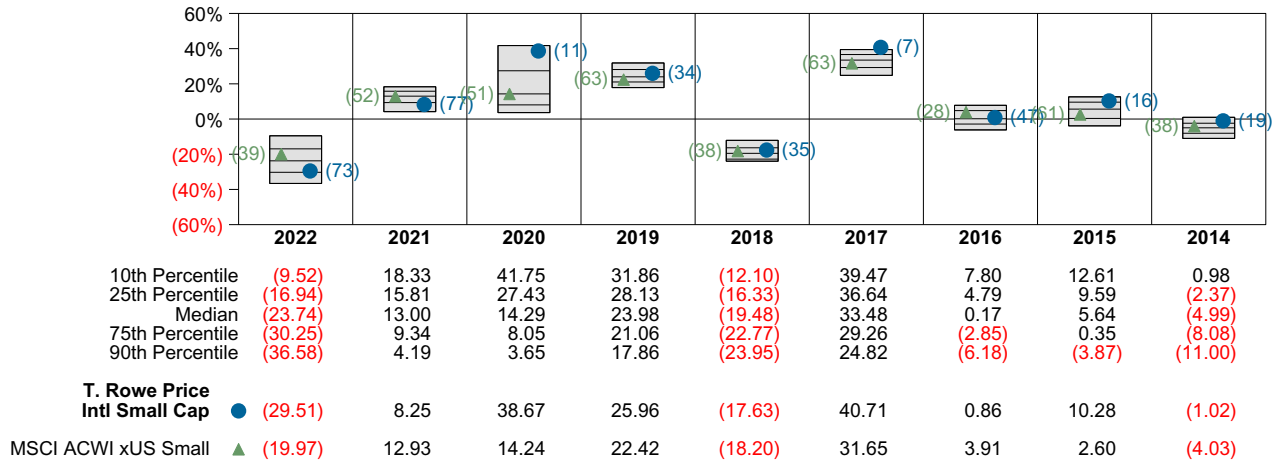 60%
40%
20%
0%
(20%)
(40%)
(60%)
(39) (73) (52) (77) (51) (11) (63) (34) (38) (35) (63) (7) (28) (47) (61) (16) (38) (19)
2022 2021 2020 2019 2018 2017 2016 2015 2014
10th Percentile (9.52) 18.33 41.75 31.86 (12.10) 39.47 7.80 12.61 0.98
25th Percentile (16.94) 15.81 27.43 28.13 (16.33) 36.64 4.79 9.59 (2.37)
Median (23.74) 13.00 14.29 23.98 (19.48) 33.48 0.17 5.64 (4.99)
75th Percentile (30.25) 9.34 8.05 21.06 (22.77) 29.26 (2.85) 0.35 (8.08)
90th Percentile (36.58) 4.19 3.65 17.86 (23.95) 24.82 (6.18) (3.87) (11.00)
T. Rowe Price
Intl Small Cap (29.51) 8.25 38.67 25.96 (17.63) 40.71 0.86 10.28 (1.02)
MSCI ACWI xUS Small (19.97) 12.93 14.24 22.42 (18.20) 31.65 3.91 2.60 (4.03)